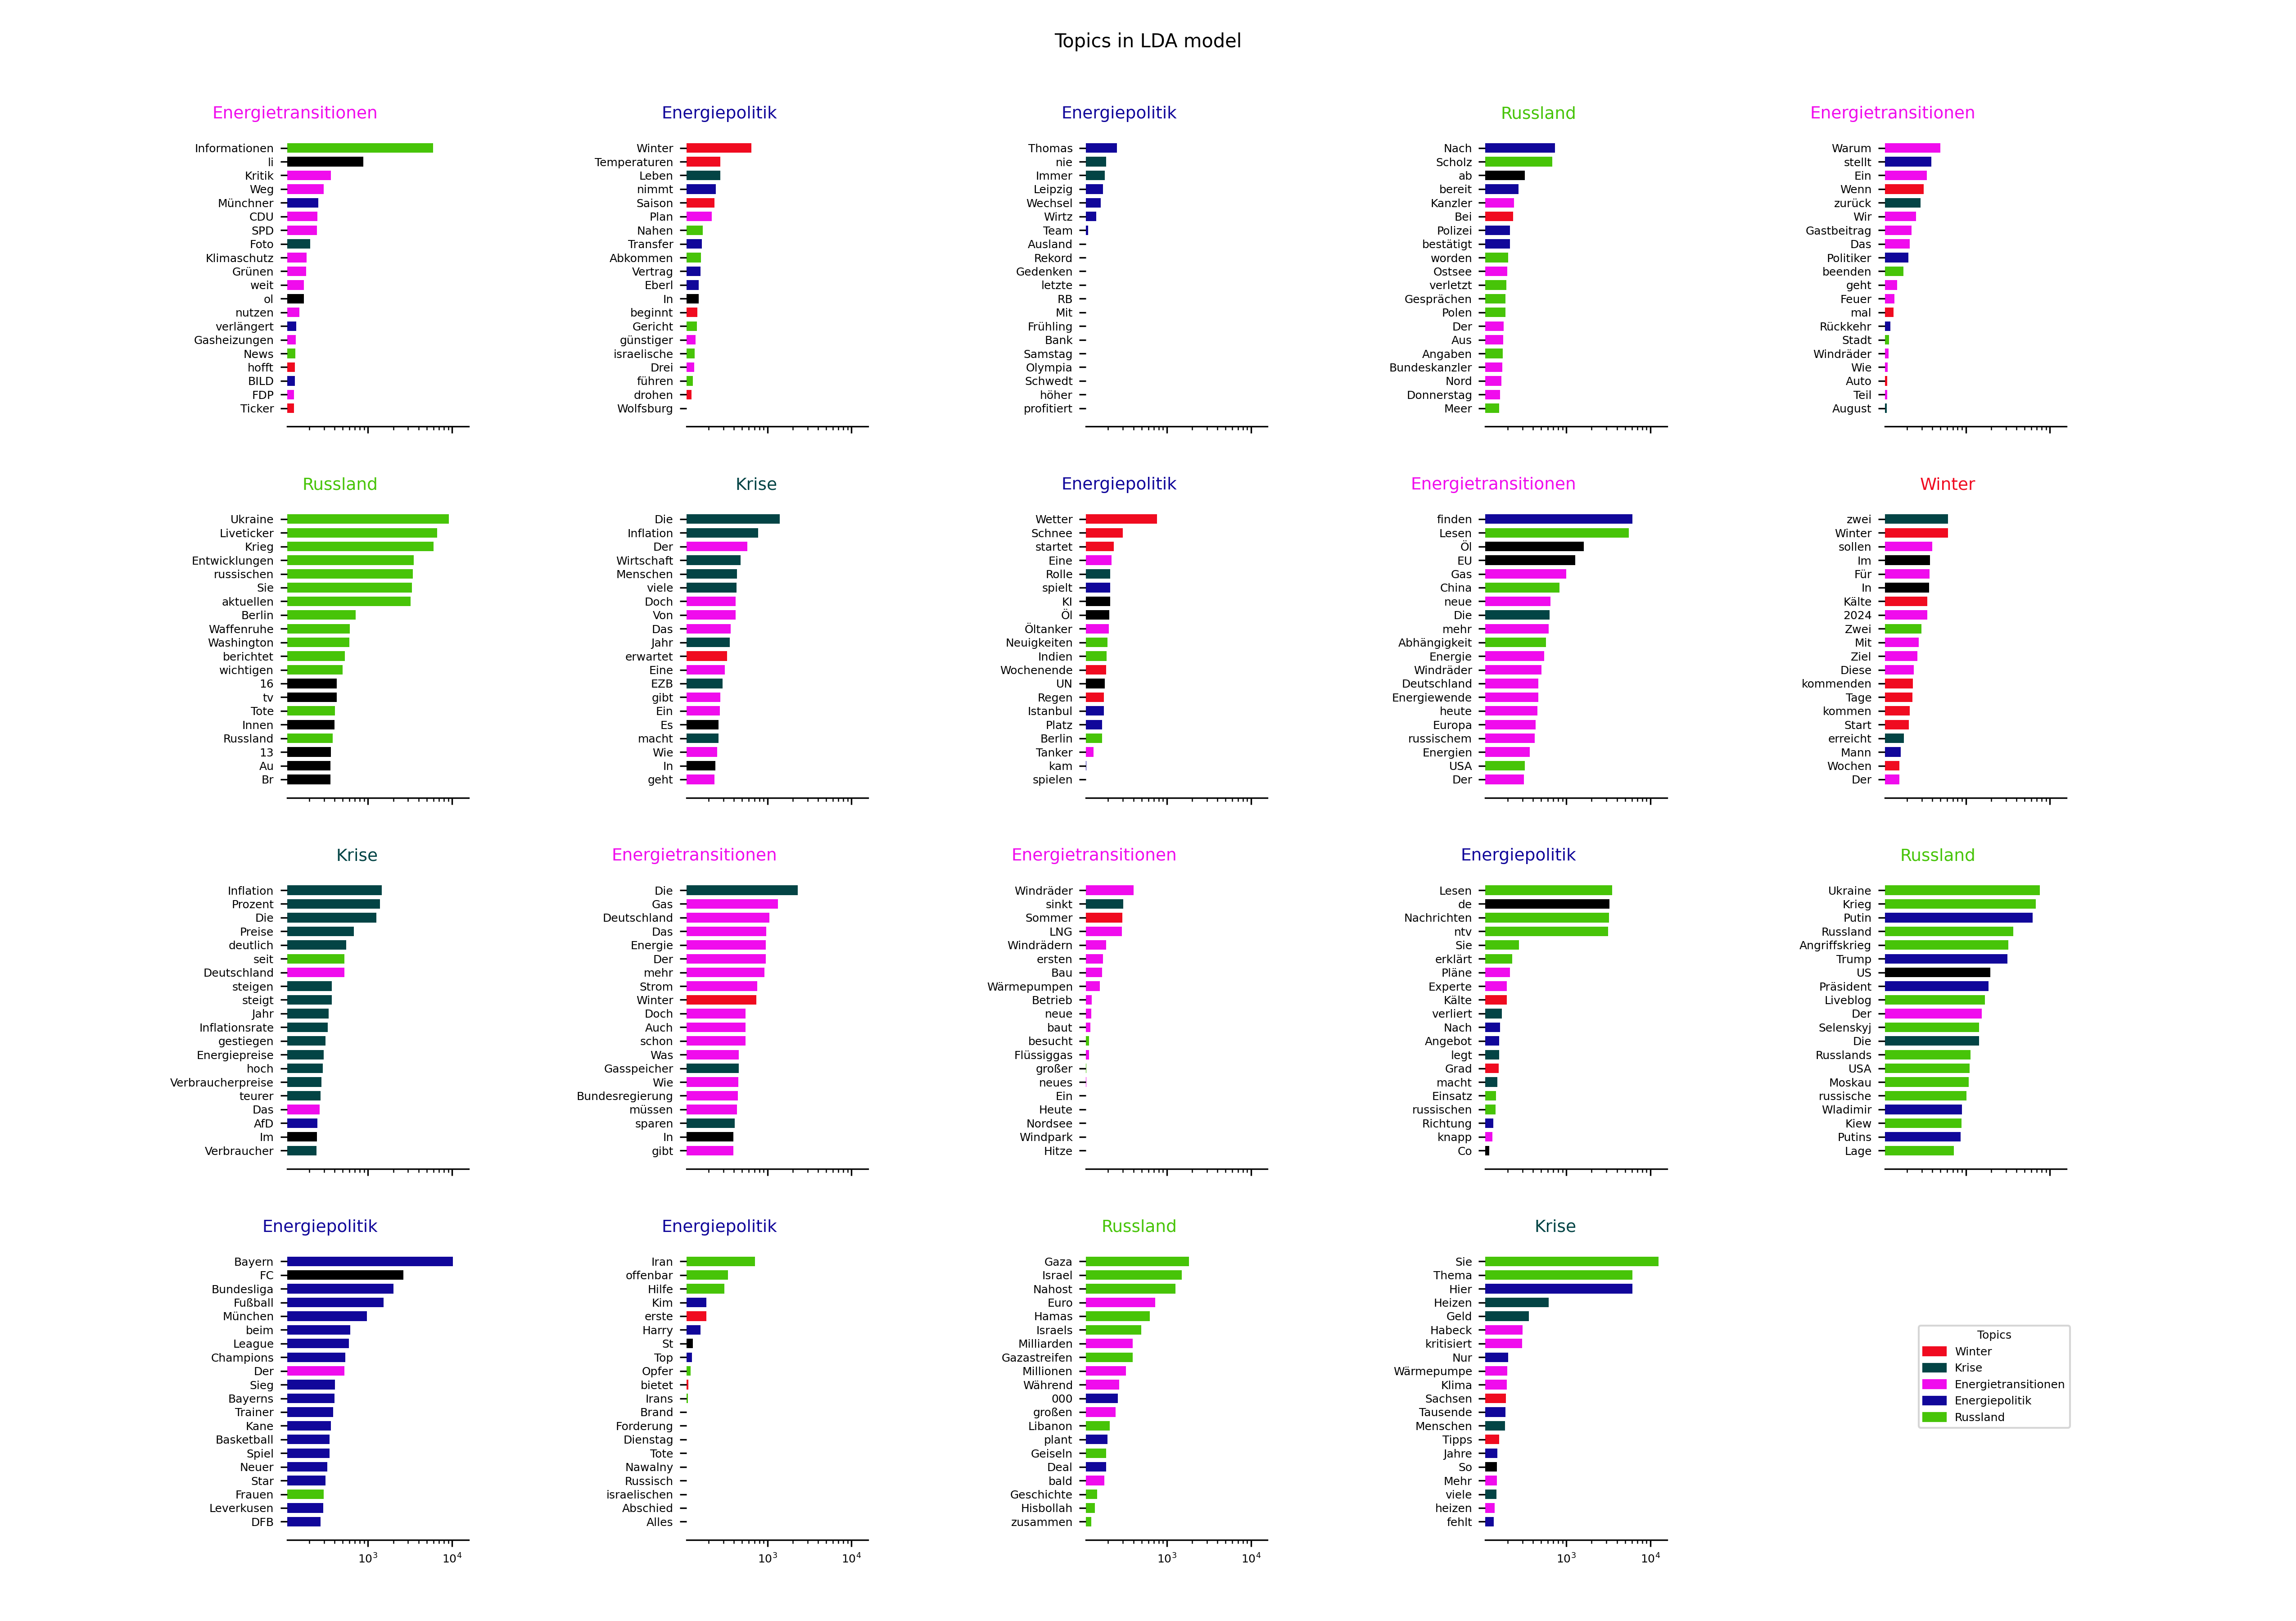 Topics in LDA model
Energietransitionen
Informationen
li
Kritik
Weg
Münchner
CDU
SPD
Foto
Klimaschutz
Grünen
weit
ol
nutzen
verlängert
Gasheizungen
News
hofft
BILD
FDP
Ticker
Energiepolitik
Winter
Temperaturen
Leben
nimmt
Saison
Plan
Nahen
Transfer
Abkommen
Vertrag
Eberl
In
beginnt
Gericht
günstiger
israelische
Drei
führen
drohen
Wolfsburg
Energiepolitik
Thomas
nie
Immer
Leipzig
Wechsel
Wirtz
Team
Ausland
Rekord
Gedenken
letzte
RB
Mit
Frühling
Bank
Samstag
Olympia
Schwedt
höher
profitiert
Russland
Nach
Scholz
ab
bereit
Kanzler
Bei
Polizei
bestätigt
worden
Ostsee
verletzt
Gesprächen
Polen
Der
Aus
Angaben
Bundeskanzler
Nord
Donnerstag
Meer
Energietransitionen
Warum
stellt
Ein
Wenn
zurück
Wir
Gastbeitrag
Das
Politiker
beenden
geht
Feuer
mal
Rückkehr
Stadt
Windräder
Wie
Auto
Teil
August
Russland
Ukraine
Liveticker
Krieg
Entwicklungen
russischen
Sie
aktuellen
Berlin
Waffenruhe
Washington
berichtet
wichtigen
16
tv
Tote
Innen
Russland
13
Au
Br
Krise
Die
Inflation
Der
Wirtschaft
Menschen
viele
Doch
Von
Das
Jahr
erwartet
Eine
EZB
gibt
Ein
Es
macht
Wie
In
geht
Energiepolitik
Wetter
Schnee
startet
Eine
Rolle
spielt
KI
Öl
Öltanker
Neuigkeiten
Indien
Wochenende
UN
Regen
Istanbul
Platz
Berlin
Tanker
kam
spielen
Energietransitionen
finden
Lesen
Öl
EU
Gas
China
neue
Die
mehr
Abhängigkeit
Energie
Windräder
Deutschland
Energiewende
heute
Europa
russischem
Energien
USA
Der
Winter
zwei
Winter
sollen
Im
Für
In
Kälte
2024
Zwei
Mit
Ziel
Diese
kommenden
Tage
kommen
Start
erreicht
Mann
Wochen
Der
Krise
Inflation
Prozent
Die
Preise
deutlich
seit
Deutschland
steigen
steigt
Jahr
Inflationsrate
gestiegen
Energiepreise
hoch
Verbraucherpreise
teurer
Das
AfD
Im
Verbraucher
Energietransitionen
Die
Gas
Deutschland
Das
Energie
Der
mehr
Strom
Winter
Doch
Auch
schon
Was
Gasspeicher
Wie
Bundesregierung
müssen
sparen
In
gibt
Energietransitionen
Windräder
sinkt
Sommer
LNG
Windrädern
ersten
Bau
Wärmepumpen
Betrieb
neue
baut
besucht
Flüssiggas
großer
neues
Ein
Heute
Nordsee
Windpark
Hitze
Energiepolitik
Lesen
de
Nachrichten
ntv
Sie
erklärt
Pläne
Experte
Kälte
verliert
Nach
Angebot
legt
Grad
macht
Einsatz
russischen
Richtung
knapp
Co
Russland
Ukraine
Krieg
Putin
Russland
Angriffskrieg
Trump
US
Präsident
Liveblog
Der
Selenskyj
Die
Russlands
USA
Moskau
russische
Wladimir
Kiew
Putins
Lage
Energiepolitik
Bayern
FC
Bundesliga
Fußball
München
beim
League
Champions
Der
Sieg
Bayerns
Trainer
Kane
Basketball
Spiel
Neuer
Star
Frauen
Leverkusen
DFB
10³ 10⁴
Energiepolitik
Iran
offenbar
Hilfe
Kim
erste
Harry
St
Top
Opfer
bietet
Irans
Brand
Forderung
Dienstag
Tote
Nawalny
Russisch
israelischen
Abschied
Alles
10³ 10⁴
Russland
Gaza
Israel
Nahost
Euro
Hamas
Israels
Milliarden
Gazastreifen
Millionen
Während
000
großen
Libanon
plant
Geiseln
Deal
bald
Geschichte
Hisbollah
zusammen
10³ 10⁴
Krise
Sie
Thema
Hier
Heizen
Geld
Habeck
kritisiert
Nur
Wärmepumpe
Klima
Sachsen
Tausende
Menschen
Tipps
Jahre
So
Mehr
viele
heizen
fehlt
10³ 10⁴
Topics
Winter
Krise
Energietransitionen
Energiepolitik
Russland